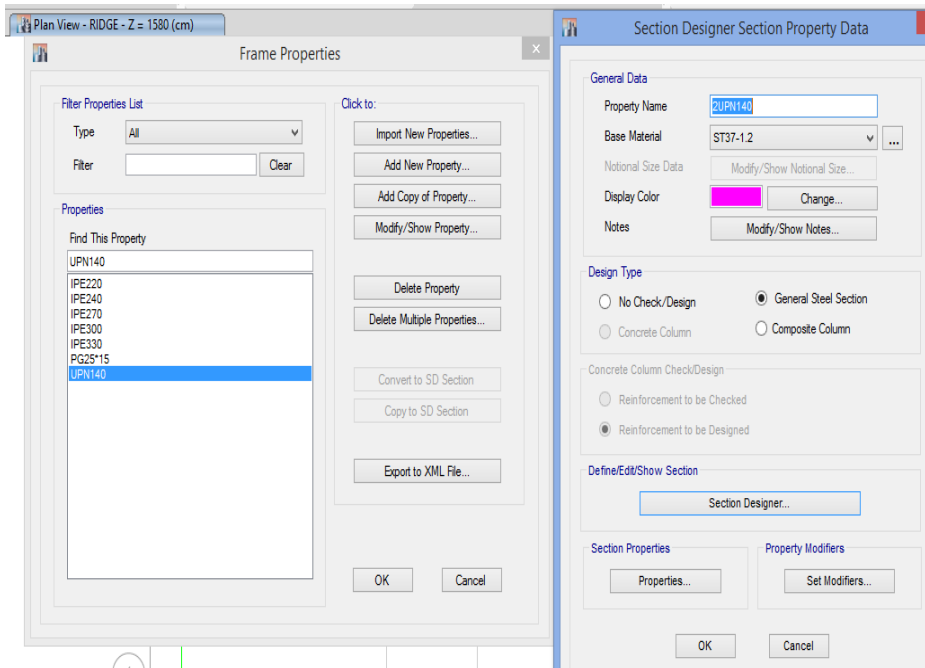 Plan View - RIDGE - Z = 1580 (cm)
Frame Properties
x
Filter Properties List
Type
All
Filter
Clear
Properties
Find This Property
UPN140
IPE220
IPE240
IPE270
IPE300
IPE330
PG25*15
UPN140
Click to:
Import New Properties...
Add New Property...
Add Copy of Property...
Modify/Show Property...
Delete Property
Delete Multiple Properties...
Convert to SD Section
Copy to SD Section
Export to XML File...
OK
Cancel
Section Designer Section Property Data
General Data
Property Name
2UPN140
Base Material
ST37-1.2
...
Notional Size Data
Modify/Show Notional Size...
Display Color
Change...
Notes
Modify/Show Notes...
Design Type
No Check/Design
General Steel Section
Concrete Column
Composite Column
Concrete Column Check/Design
Reinforcement to be Checked
Reinforcement to be Designed
Define/Edit/Show Section
Section Designer...
Section Properties
Properties...
Property Modifiers
Set Modifiers...
OK
Cancel